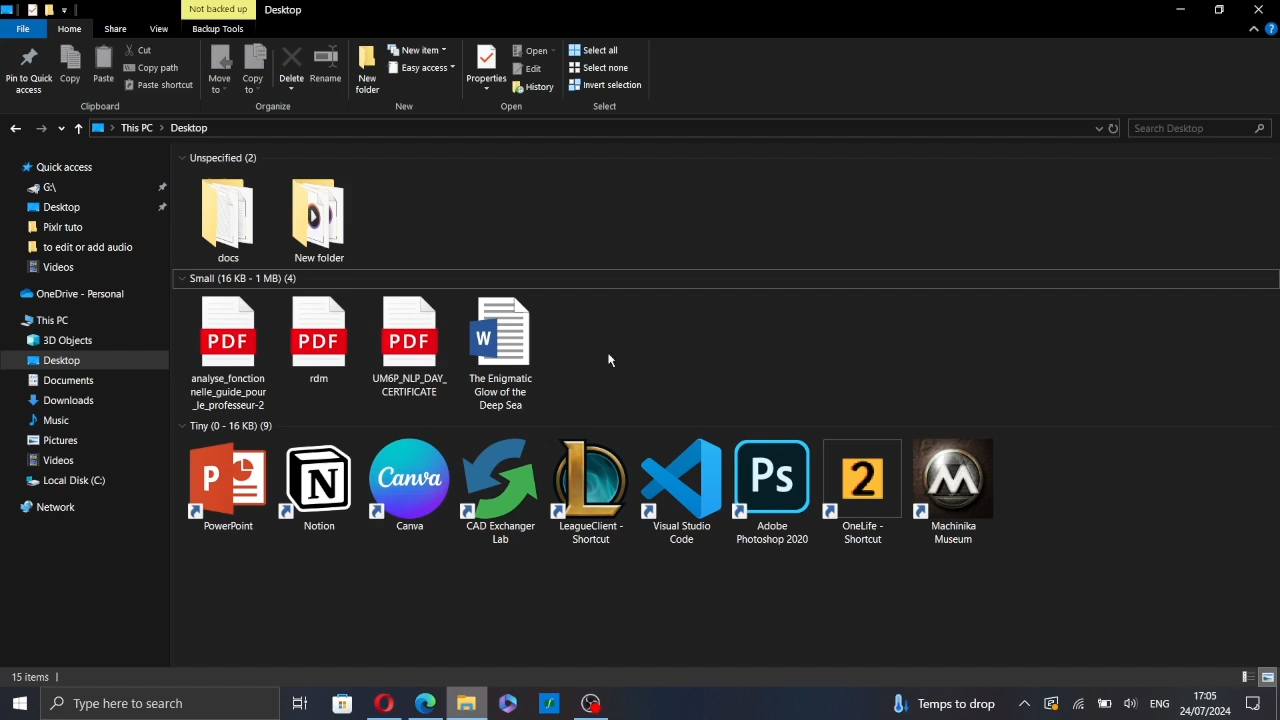 Not backed up
Desktop
File
Home
Share
View
Backup Tools
Pin to Quick
access
Copy
Paste
Cut
Copy path
Paste shortcut
Clipboard
Move
to
Copy
to
Delete
Rename
Organize
New
folder
New item
Easy access
New
Properties
Open
Edit
History
Open
Select all
Select none
Invert selection
Select
This PC
Desktop
Search Desktop
Quick access
G:\
Desktop
Pixlr tuto
to edit or add audio
Videos
OneDrive - Personal
This PC
3D Objects
Desktop
Documents
Downloads
Music
Pictures
Videos
Local Disk (C:)
Network
Unspecified (2)
docs
New folder
Small (16 KB - 1 MB) (4)
PDF
PDF
PDF
W
analyse_fonction
nelle_guide_pour
_le_professeur-2
rdm
UM6P_NLP_DAY_
CERTIFICATE
The Enigmatic
Glow of the
Deep Sea
Tiny (0 - 16 KB) (9)
P
N
Canva
L
Ps
2
M
PowerPoint
Notion
Canva
CAD Exchanger
Lab
LeagueClient -
Shortcut
Visual Studio
Code
Adobe
Photoshop 2020
OneLife -
Shortcut
Machinika
Museum
15 items
Type here to search
Temps to drop
ENG
17:05
24/07/2024